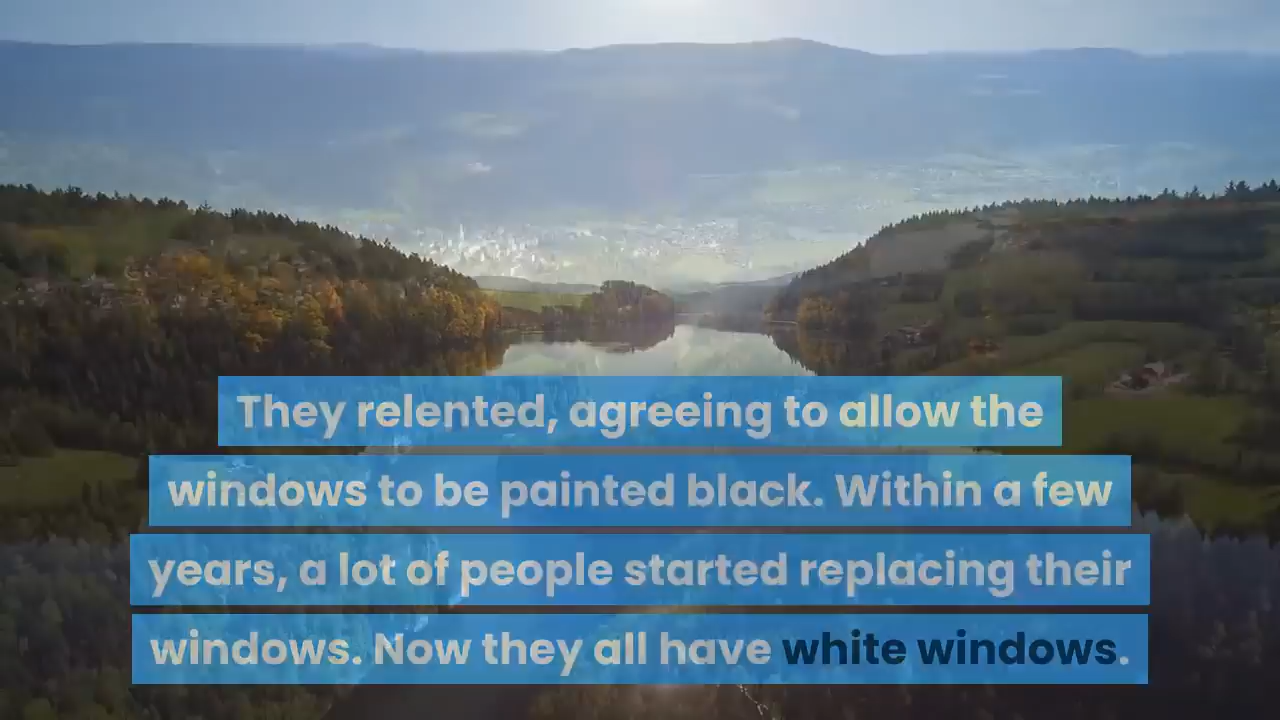 They relented, agreeing to allow the
windows to be painted black. Within a few
years, a lot of people started replacing their
windows. Now they all have white windows.